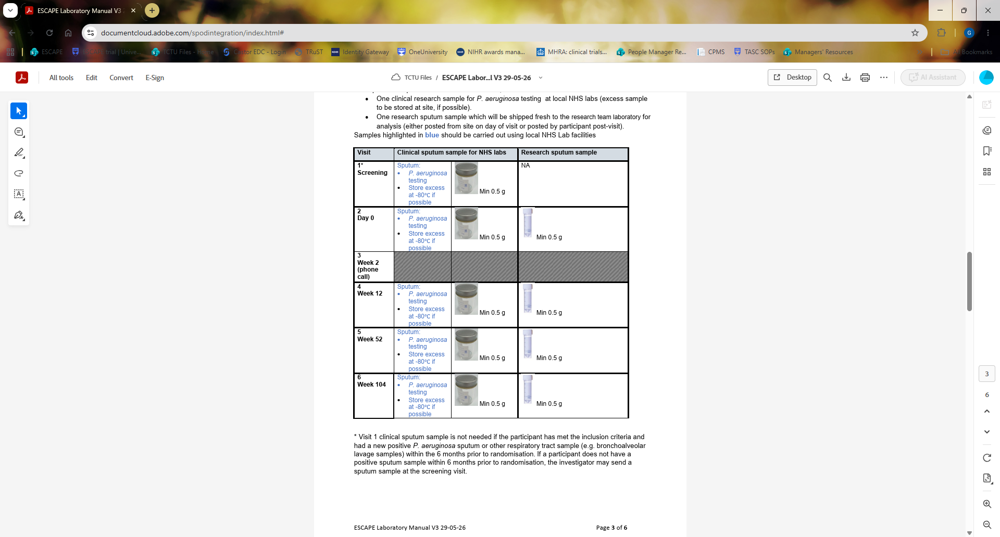 ESCAPE Laboratory Manual V3
documentcloud.adobe.com/spodintegration/index.html#
G
ESCAPE
ESCAPE trial | Unive...
TCTU Files - Home
Castor EDC - Login
TRuST
Identity Gateway
OneUniversity
NIHR awards mana...
MHRA: clinical trials...
People Manager Re...
CPMS
TASC SOPs
Managers' Resources
All Bookmarks
All tools
Edit
Convert
E-Sign
TCTU Files / ESCAPE Labor...l V3 29-05-26
Desktop
AI Assistant
• One clinical research sample for P. aeruginosa testing at local NHS labs (excess sample
to be stored at site, if possible).
• One research sputum sample which will be shipped fresh to the research team laboratory for
analysis (either posted from site on day of visit or posted by participant post-visit).
Samples highlighted in blue should be carried out using local NHS Lab facilities
Visit
Clinical sputum sample for NHS labs
Research sputum sample
1*
Screening
Sputum:
• P. aeruginosa
testing
• Store excess
at -80°C if
possible
Min 0.5 g
NA
2
Day 0
Sputum:
• P. aeruginosa
testing
• Store excess
at -80°C if
possible
Min 0.5 g
Min 0.5 g
3
Week 2
(phone
call)
4
Week 12
Sputum:
• P. aeruginosa
testing
• Store excess
at -80°C if
possible
Min 0.5 g
Min 0.5 g
5
Week 52
Sputum:
• P. aeruginosa
testing
• Store excess
at -80°C if
possible
Min 0.5 g
Min 0.5 g
6
Week 104
Sputum:
• P. aeruginosa
testing
• Store excess
at -80°C if
possible
Min 0.5 g
Min 0.5 g
* Visit 1 clinical sputum sample is not needed if the participant has met the inclusion criteria and
had a new positive P. aeruginosa sputum or other respiratory tract sample (e.g. bronchoalveolar
lavage samples) within the 6 months prior to randomisation. If a participant does not have a
positive sputum sample within 6 months prior to randomisation, the investigator may send a
sputum sample at the screening visit.
ESCAPE Laboratory Manual V3 29-05-26
Page 3 of 6
3
6